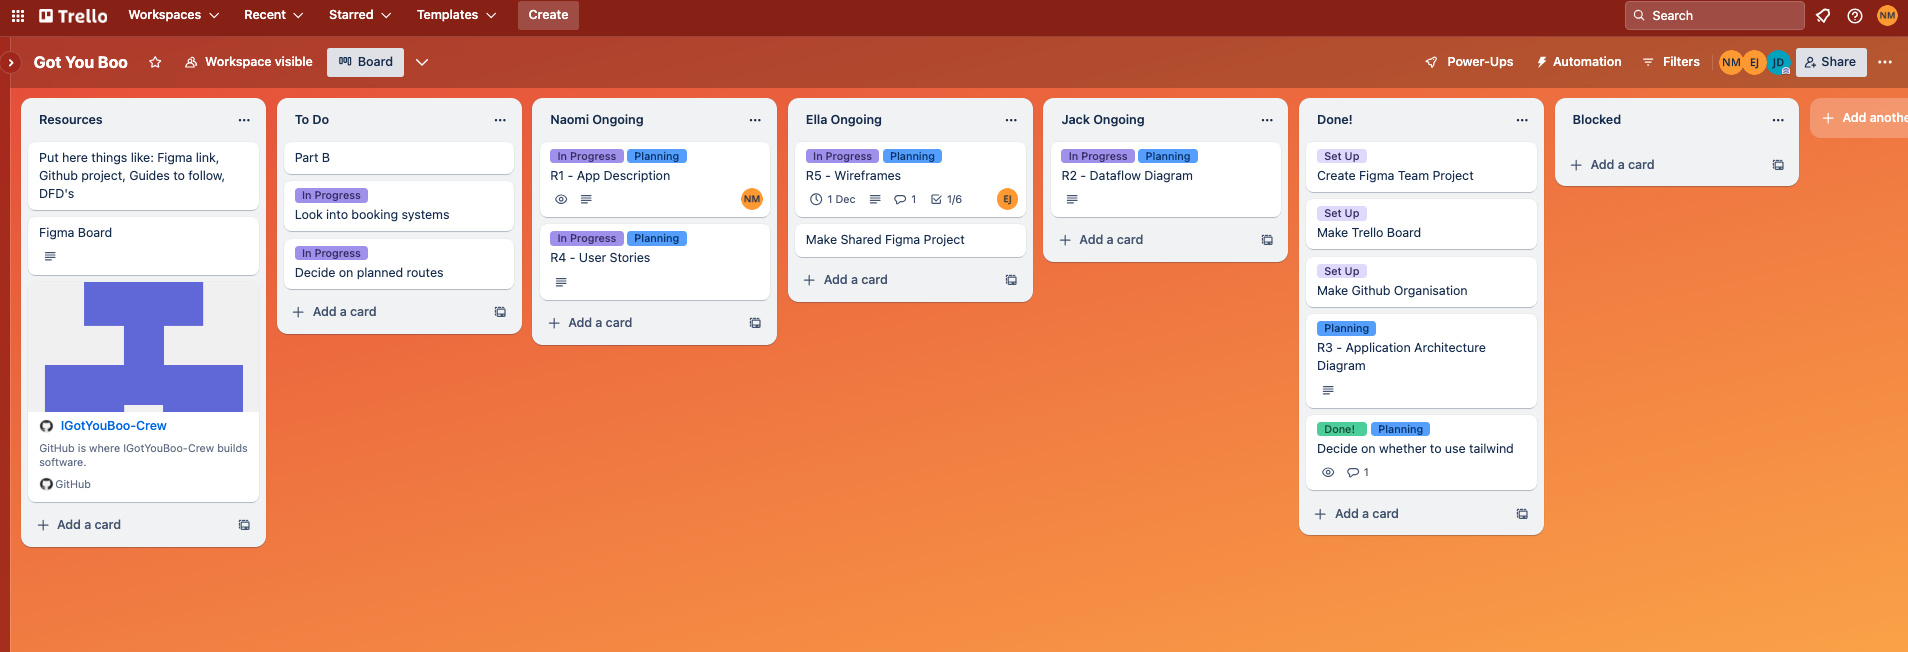 Trello
Workspaces
Recent
Starred
Templates
Create
Search
NM
Got You Boo
Workspace visible
Board
Power-Ups
Automation
Filters
NM
EJ
JD
Share
Resources
Put here things like: Figma link,
Github project, Guides to follow,
DFD's
Figma Board
IGotYouBoo-Crew
GitHub is where IGotYouBoo-Crew builds
software.
GitHub
Add a card
To Do
Part B
In Progress
Look into booking systems
In Progress
Decide on planned routes
Add a card
Naomi Ongoing
In Progress Planning
R1 - App Description
NM
In Progress Planning
R4 - User Stories
Add a card
Ella Ongoing
In Progress Planning
R5 - Wireframes
1 Dec 1 1/6
EJ
Make Shared Figma Project
Add a card
Jack Ongoing
In Progress Planning
R2 - Dataflow Diagram
Add a card
Done!
Set Up
Create Figma Team Project
Set Up
Make Trello Board
Set Up
Make Github Organisation
Planning
R3 - Application Architecture
Diagram
Done! Planning
Decide on whether to use tailwind
1
Add a card
Blocked
Add a card
Add anothe